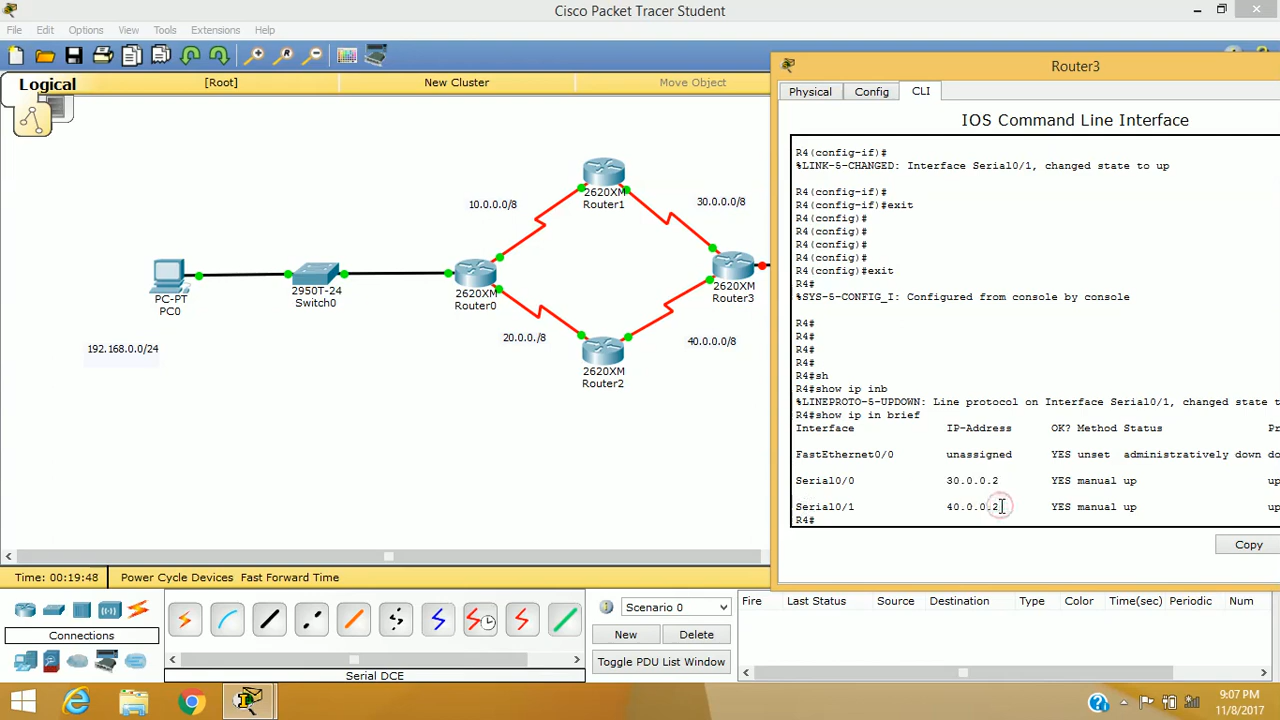 Cisco Packet Tracer Student
File Edit Options View Tools Extensions Help
Logical
[Root]
New Cluster
Move Object
Router3
Physical Config CLI
IOS Command Line Interface
R4(config-if)#
%LINK-5-CHANGED: Interface Serial0/1, changed state to up
R4(config-if)#
R4(config-if)#exit
R4(config)#
R4(config)#
R4(config)#
R4(config)#
R4(config)#exit
R4#
%SYS-5-CONFIG_I: Configured from console by console
R4#
R4#
R4#
R4#
R4#sh
R4#show ip inb
%LINEPROTO-5-UPDOWN: Line protocol on Interface Serial0/1, changed state t
R4#show ip in brief
Interface IP-Address OK? Method Status Pr
FastEthernet0/0 unassigned YES unset administratively down do
Serial0/0 30.0.0.2 YES manual up up
Serial0/1 40.0.0.2 YES manual up up
R4#
Copy
2620XM
Router1
10.0.0.0/8
30.0.0.0/8
PC-PT
PC0
2950T-24
Switch0
2620XM
Router0
2620XM
Router3
192.168.0.0/24
20.0.0./8
40.0.0.0/8
2620XM
Router2
Time: 00:19:48
Power Cycle Devices Fast Forward Time
Connections
Serial DCE
Scenario 0
New
Delete
Toggle PDU List Window
Fire Last Status Source Destination Type Color Time(sec) Periodic Num
9:07 PM
11/8/2017